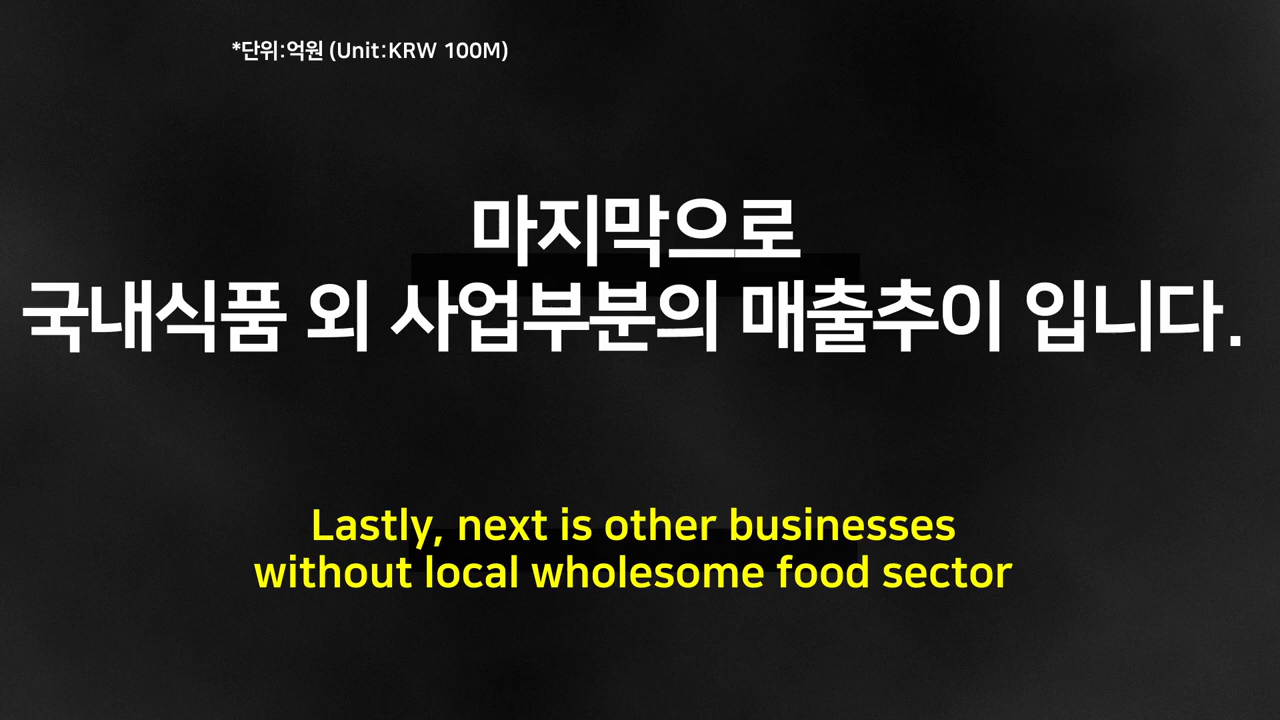 *단위:억원 (Unit:KRW 100M)
마지막으로
국내식품 외 사업부분의 매출추이 입니다.
Lastly, next is other businesses
without local wholesome food sector